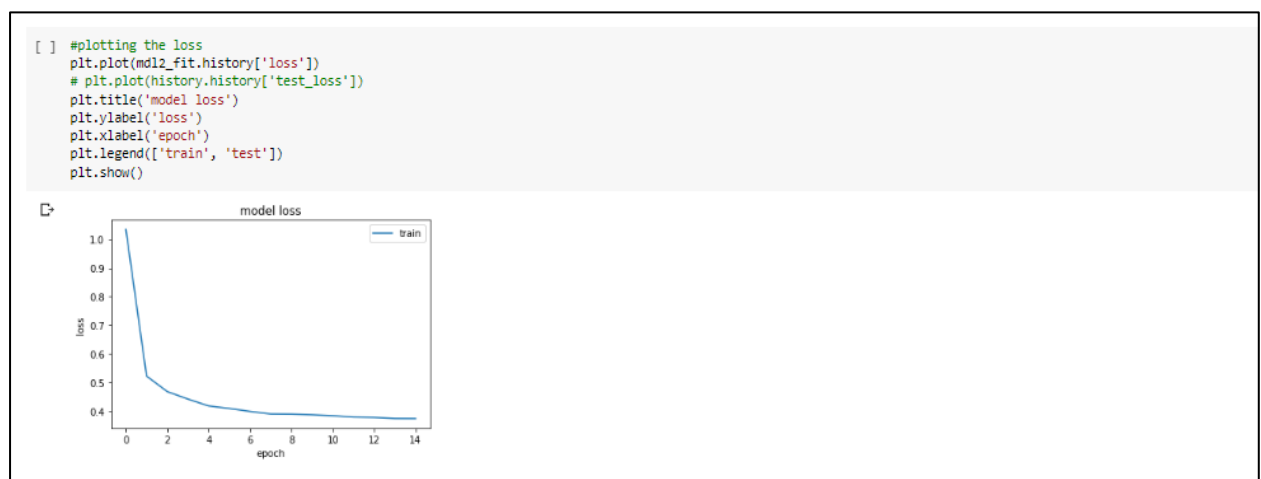 [ ] #plotting the loss
plt.plot(mdl2_fit.history['loss'])
# plt.plot(history.history['test_loss'])
plt.title('model loss')
plt.ylabel('loss')
plt.xlabel('epoch')
plt.legend(['train', 'test'])
plt.show()
model loss
train
1.0
0.9
0.8
0.7
0.6
0.5
0.4
loss
0 2 4 6 8 10 12 14
epoch